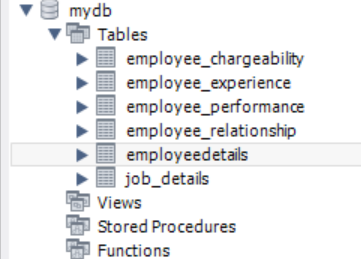 mydb
Tables
employee_chargeability
employee_experience
employee_performance
employee_relationship
employeedetails
job_details
Views
Stored Procedures
Functions